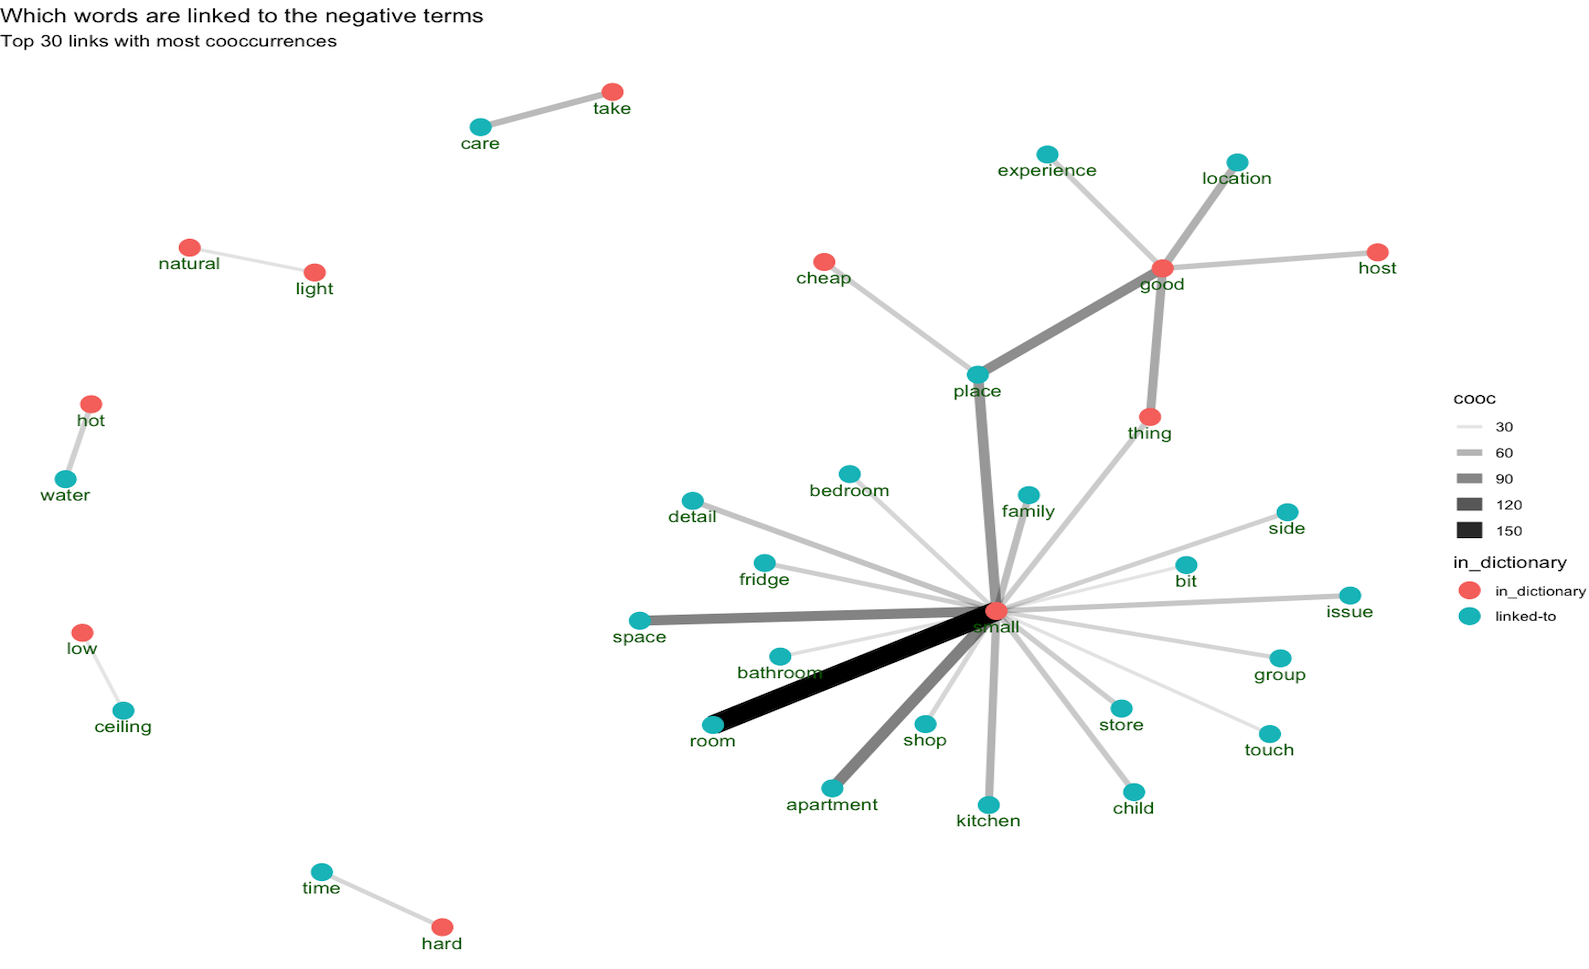 Which words are linked to the negative terms
Top 30 links with most cooccurrences
take
care
experience
location
natural
light
cheap
host
good
place
hot
thing
water
bedroom
detail
family
side
fridge
bit
issue
space
small
low
bathroom
group
ceiling
room
shop
store
touch
apartment
kitchen
child
time
hard
cooc
30
60
90
120
150
in_dictionary
in_dictionary
linked-to